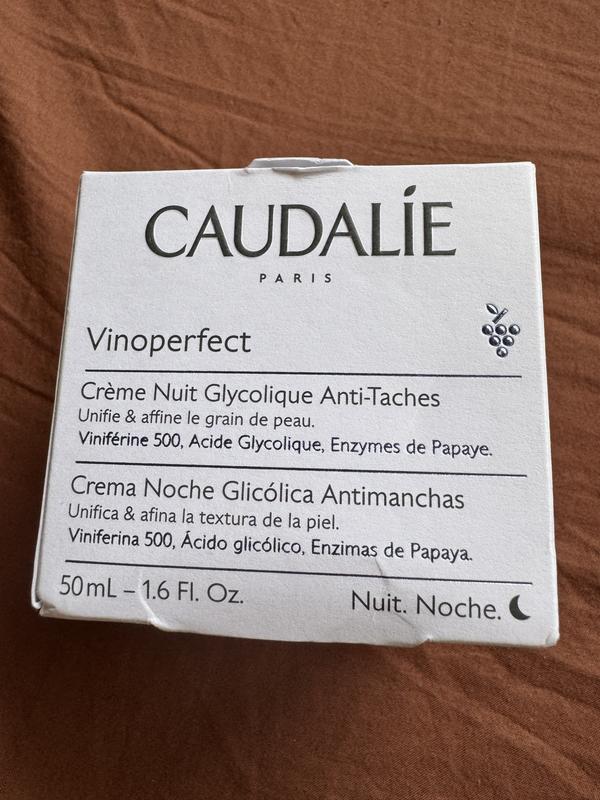 CAUDALÍE
PARIS
Vinoperfect
Crème Nuit Glycolique Anti-Taches
Unifie & affine le grain de peau.
Viniférine 500, Acide Glycolique, Enzymes de Papaye.
Crema Noche Glicólica Antimanchas
Unifica & afina la textura de la piel.
Viniferina 500, Ácido glicólico, Enzimas de Papaya.
50 mL – 1.6 Fl. Oz.
Nuit. Noche.